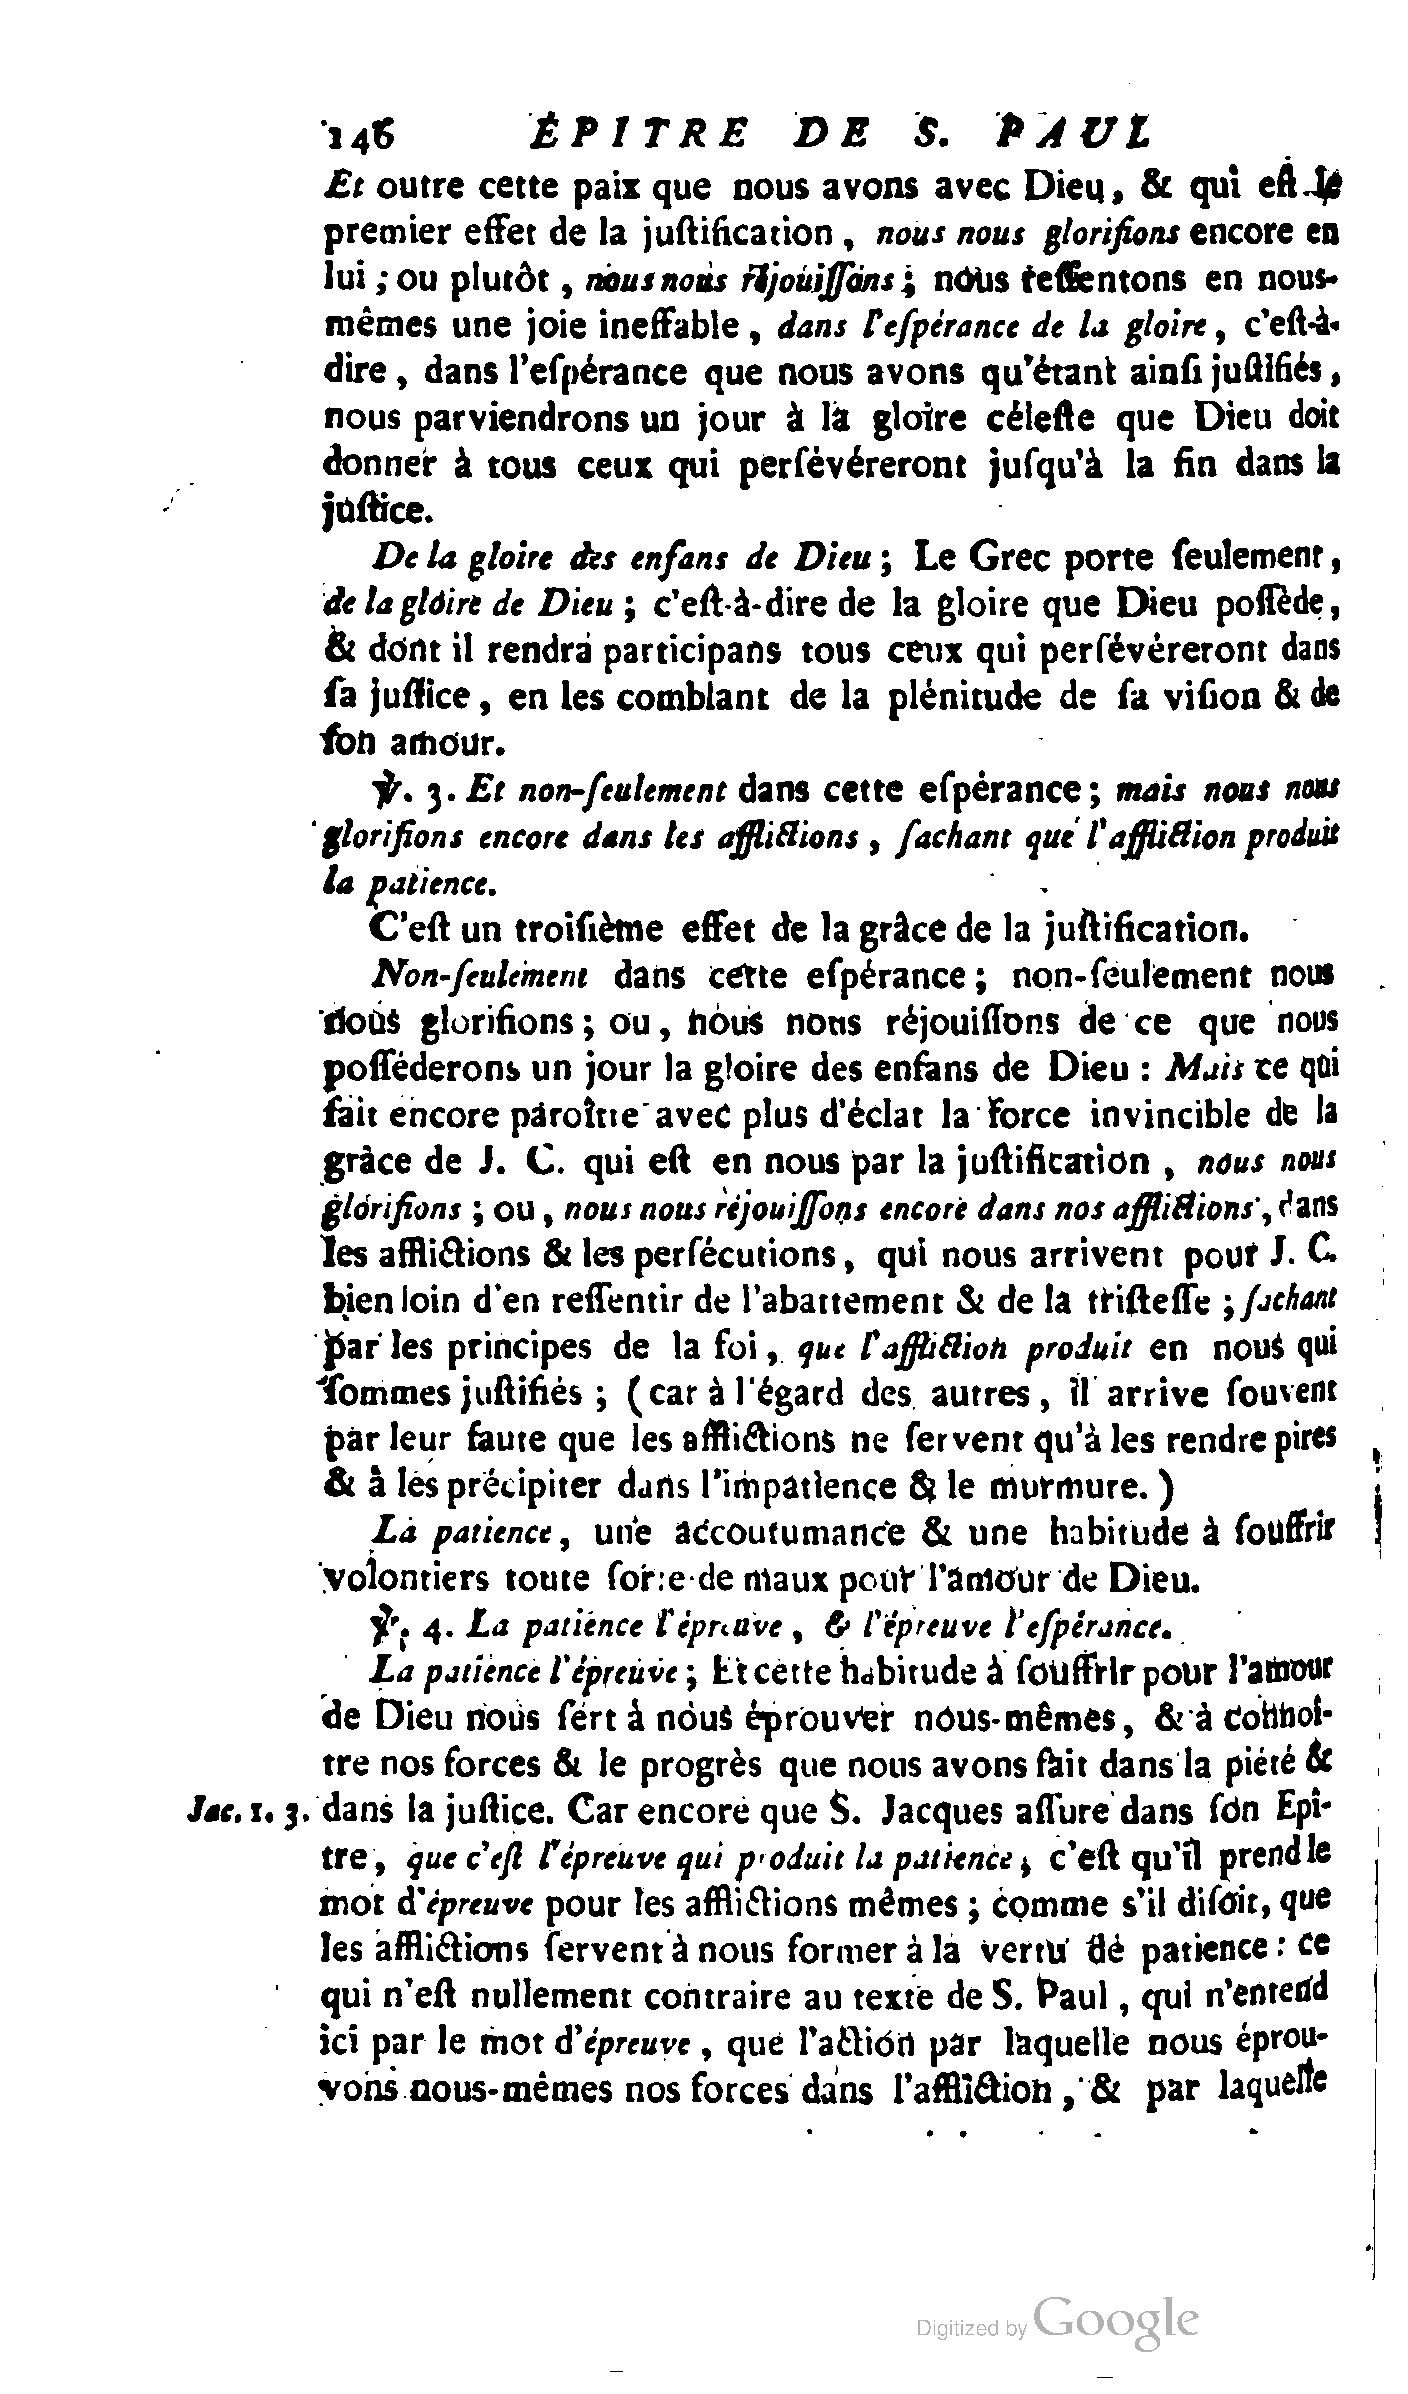 146 ÉPITRE DE S. PAUL
Et outre cette paix que nous avons avec Dieu, & qui eſt le
premier effet de la juſtification, nous nous glorifions encore en
lui ; ou plutôt, nous nous réjouiſſons ; nous reſſentons en nous-
mêmes une joie ineffable, dans l'eſpérance de la gloire, c'eſt-à-
dire, dans l'eſpérance que nous avons qu'étant ainſi juſtifiés,
nous parviendrons un jour à la gloire céleſte que Dieu doit
donner à tous ceux qui perſévéreront juſqu'à la fin dans la
juſtice.
De la gloire des enfans de Dieu ; Le Grec porte ſeulement,
de la gloire de Dieu ; c'eſt-à-dire de la gloire que Dieu poſſède,
& dont il rendra participans tous ceux qui perſévéreront dans
ſa juſtice, en les comblant de la plénitude de ſa viſion & de
ſon amour.
℣. 3. Et non-ſeulement dans cette eſpérance ; mais nous nous
glorifions encore dans les afflictions, ſachant que l'affliction produit
la patience.
C'eſt un troiſième effet de la grâce de la juſtification.
Non-ſeulement dans cette eſpérance ; non-ſeulement nous
nous glorifions ; ou, nous nous réjouiſſons de ce que nous
poſſéderons un jour la gloire des enfans de Dieu : Mais ce qui
fait encore paroître avec plus d'éclat la force invincible de la
grâce de J. C. qui eſt en nous par la juſtification, nous nous
glorifions ; ou, nous nous réjouiſſons encore dans nos afflictions, dans
les afflictions & les perſécutions, qui nous arrivent pour J. C.
bien loin d'en reſſentir de l'abattement & de la triſteſſe ; ſachant
par les principes de la foi, que l'affliction produit en nous qui
ſommes juſtifiés ; (car à l'égard des autres, il arrive ſouvent
par leur faute que les afflictions ne ſervent qu'à les rendre pires
& à les précipiter dans l'impatience & le murmure.)
La patience, une accoutumance & une habitude à ſouffrir
volontiers toute ſorte de maux pour l'amour de Dieu.
℣. 4. La patience l'épreuve, & l'épreuve l'eſpérance.
La patience l'épreuve ; Et cette habitude à ſouffrir pour l'amour
de Dieu nous ſert à nous éprouver nous-mêmes, & à connoî-
tre nos forces & le progrès que nous avons fait dans la piété &
Jac. 1. 3. dans la juſtice. Car encore que S. Jacques aſſure dans ſon Epî-
tre, que c'eſt l'épreuve qui produit la patience, c'eſt qu'il prend le
mot d'épreuve pour les afflictions mêmes ; comme s'il diſoit, que
les afflictions ſervent à nous former à la vertu de patience : ce
qui n'eſt nullement contraire au texte de S. Paul, qui n'entend
ici par le mot d'épreuve, que l'action par laquelle nous éprou-
vons nous-mêmes nos forces dans l'affliction, & par laquelle
Digitized by Google